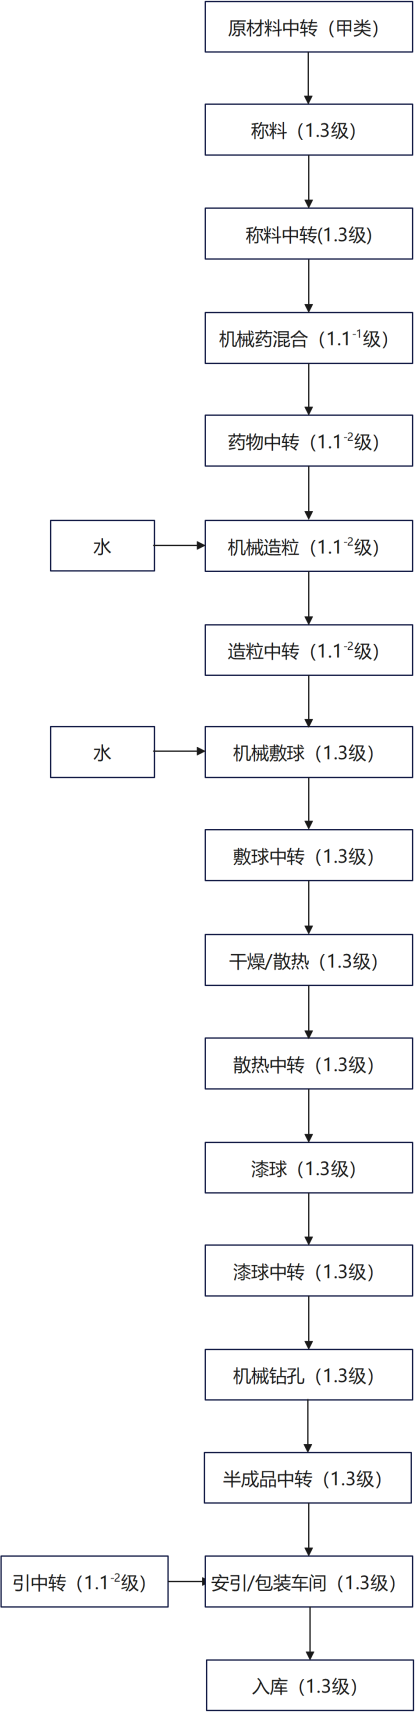 原材料中转（甲类）
称料（1.3级）
称料中转(1.3级)
机械药混合（1.1⁻¹级）
药物中转（1.1⁻²级）
水
机械造粒（1.1⁻²级）
造粒中转（1.1⁻²级）
水
机械敷球（1.3级）
敷球中转（1.3级）
干燥/散热（1.3级）
散热中转（1.3级）
漆球（1.3级）
漆球中转（1.3级）
机械钻孔（1.3级）
半成品中转（1.3级）
引中转（1.1⁻²级）
安引/包装车间（1.3级）
入库（1.3级）